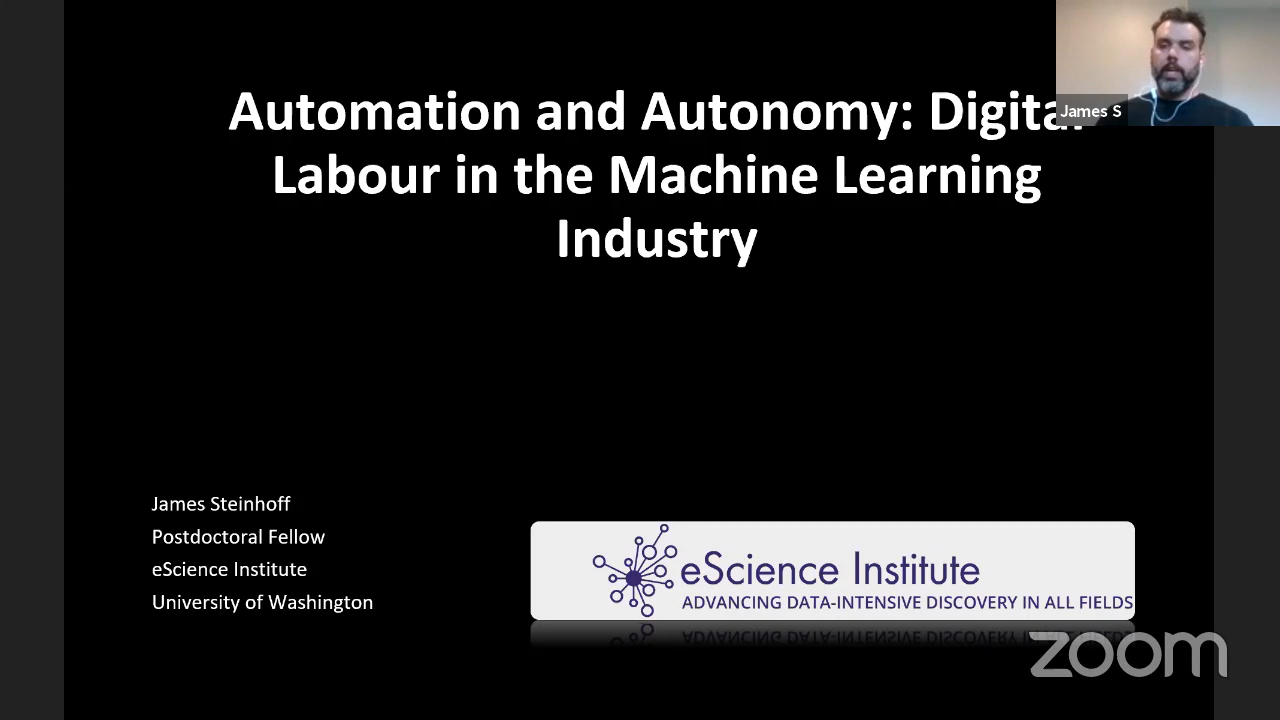 Automation and Autonomy: Digital
Labour in the Machine Learning
Industry
James S
James Steinhoff
Postdoctoral Fellow
eScience Institute
University of Washington
eScience Institute
ADVANCING DATA-INTENSIVE DISCOVERY IN ALL FIELDS
zoom